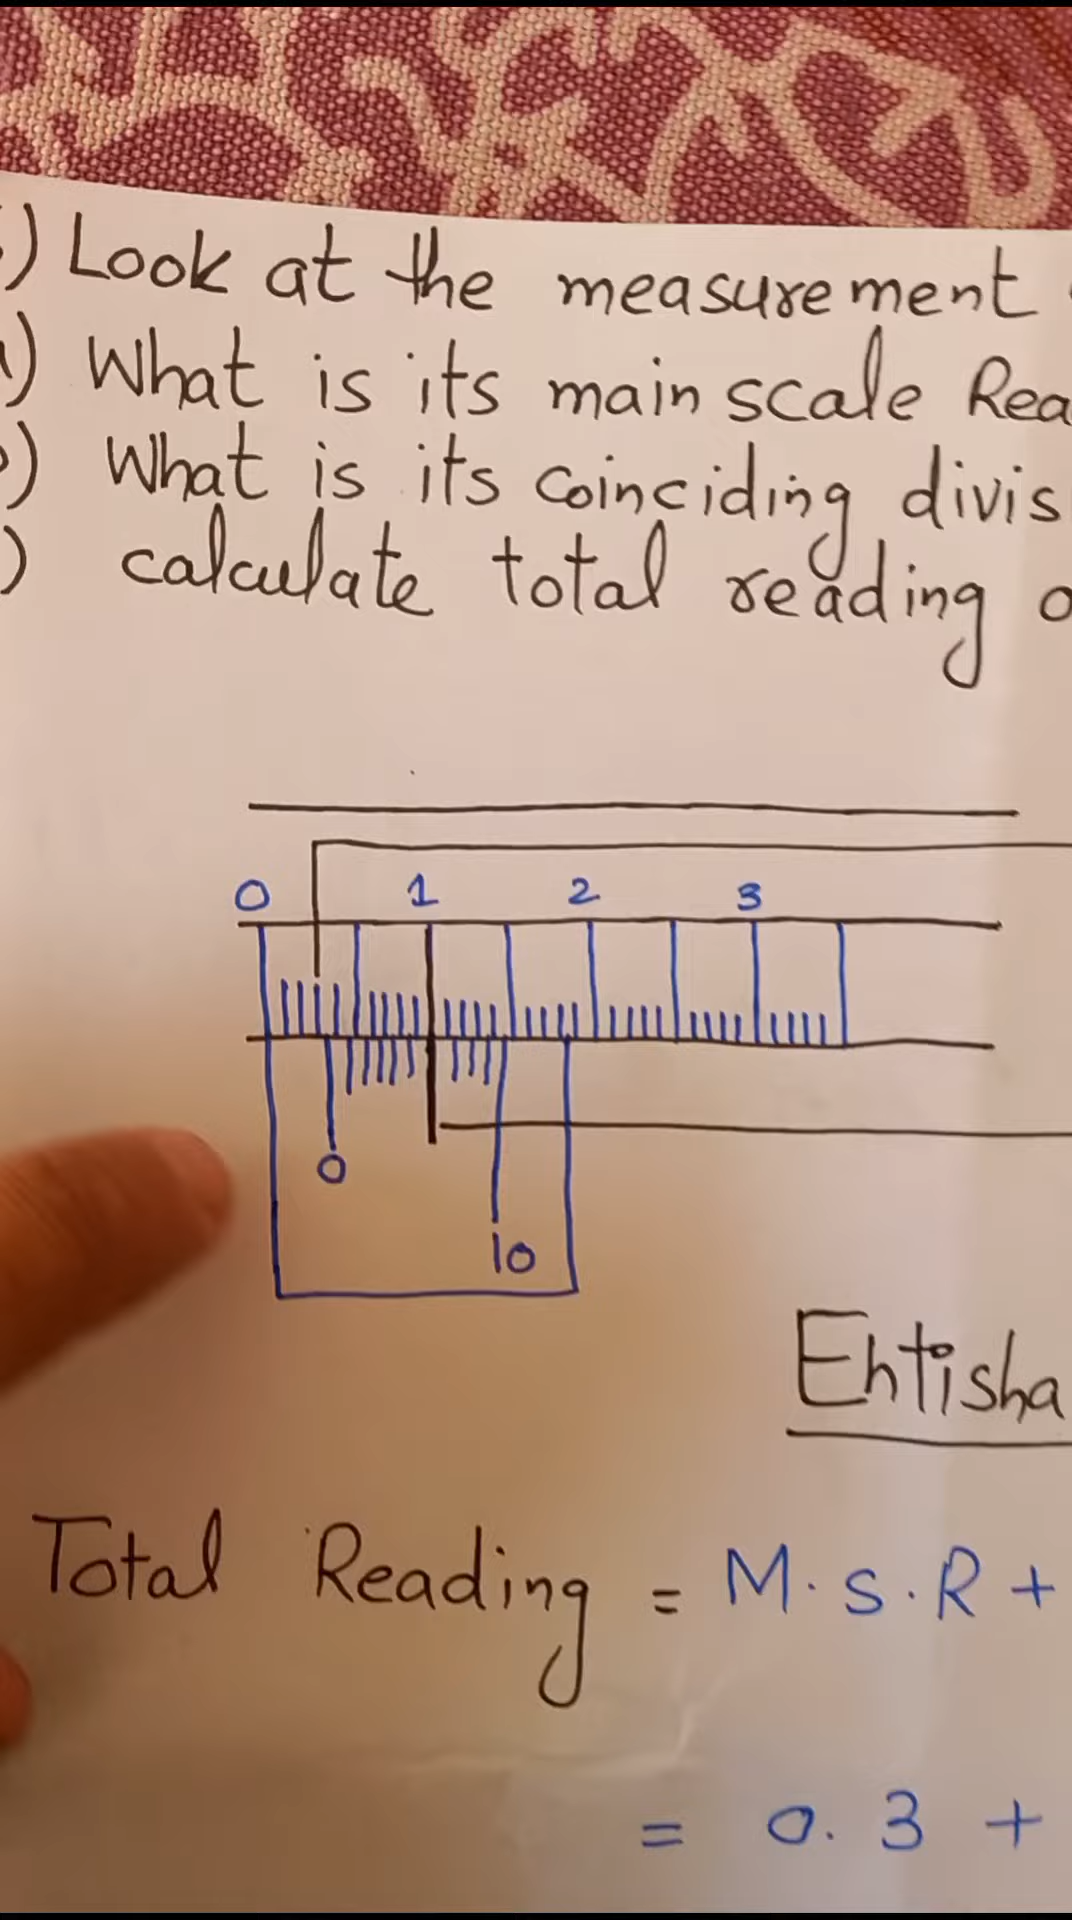 ) Look at the measurement
) What is its main scale Rea
) What is its coinciding divis
) calculate total reading o
0 1 2 3
0
10
Ehtisha
Total Reading = M.S.R +
= 0.3 +